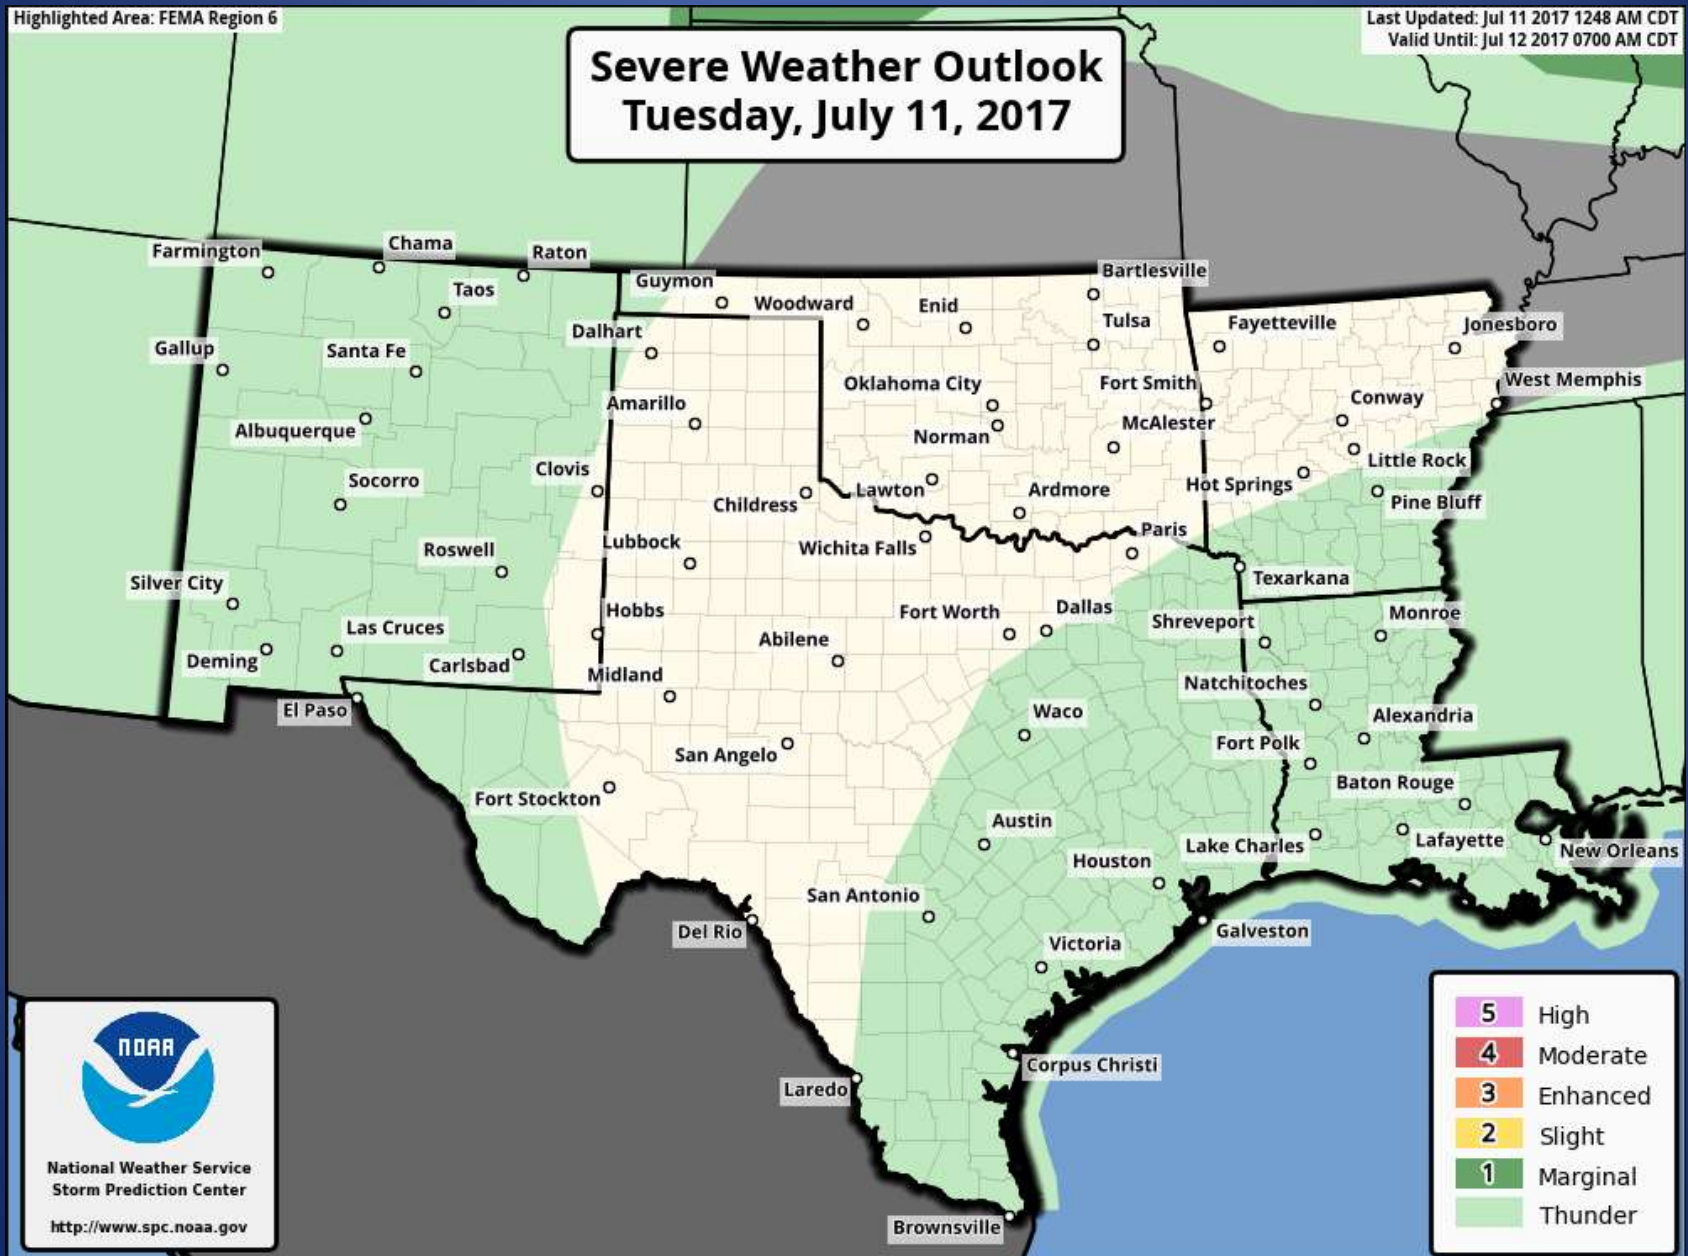 Highlighted Area: FEMA Region 6
Last Updated: Jul 11 2017 1248 AM CDT
Valid Until: Jul 12 2017 0700 AM CDT
Severe Weather Outlook
Tuesday, July 11, 2017
Farmington
Chama
Raton
Taos
Guymon
Woodward
Enid
Bartlesville
Tulsa
Fayetteville
Jonesboro
Dalhart
Gallup
Santa Fe
Oklahoma City
Fort Smith
West Memphis
Conway
Amarillo
Albuquerque
Norman
McAlester
Little Rock
Clovis
Socorro
Childress
Lawton
Ardmore
Hot Springs
Pine Bluff
Lubbock
Roswell
Wichita Falls
Paris
Silver City
Texarkana
Hobbs
Fort Worth
Dallas
Shreveport
Monroe
Las Cruces
Abilene
Deming
Carlsbad
Midland
Natchitoches
El Paso
Waco
Alexandria
San Angelo
Fort Polk
Fort Stockton
Baton Rouge
Austin
Houston
Lake Charles
Lafayette
New Orleans
San Antonio
Del Rio
Victoria
Galveston
Corpus Christi
Laredo
Brownsville
NOAA
National Weather Service
Storm Prediction Center
http://www.spc.noaa.gov
5 High
4 Moderate
3 Enhanced
2 Slight
1 Marginal
Thunder